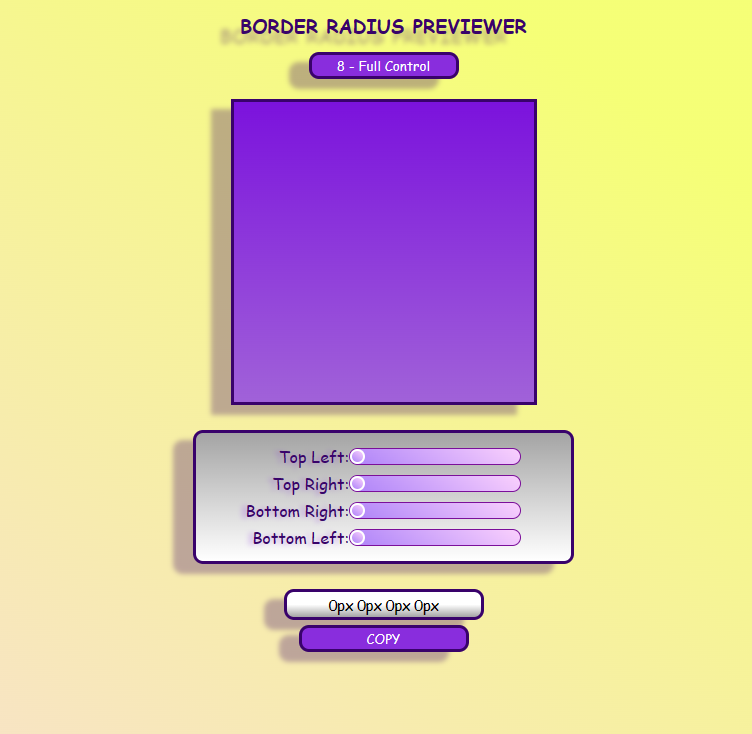 BORDER RADIUS PREVIEWER
8 - Full Control
Top Left:
Top Right:
Bottom Right:
Bottom Left:
0px 0px 0px 0px
COPY